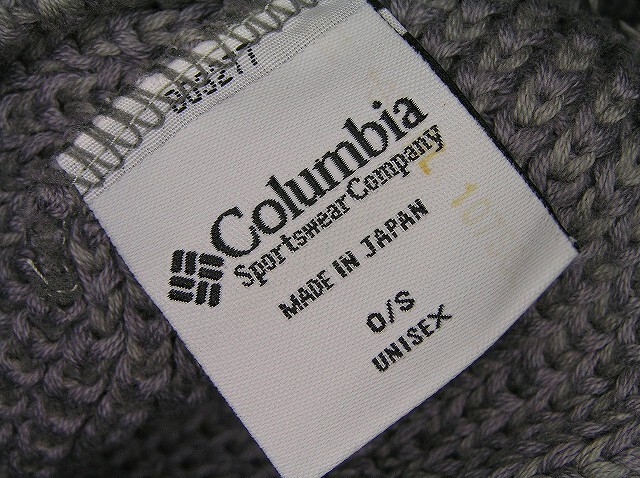 Columbia
Sportswear Company
MADE IN JAPAN
O/S
UNISEX